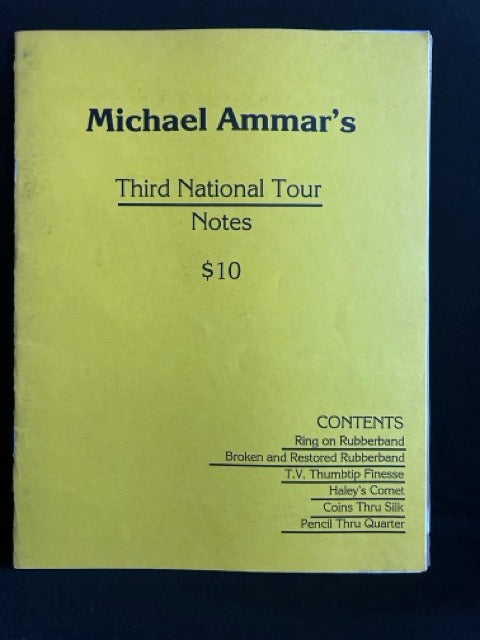 Michael Ammar's
Third National Tour
Notes
$10
CONTENTS
Ring on Rubberband
Broken and Restored Rubberband
T.V. Thumbtip Finesse
Haley's Comet
Coins Thru Silk
Pencil Thru Quarter